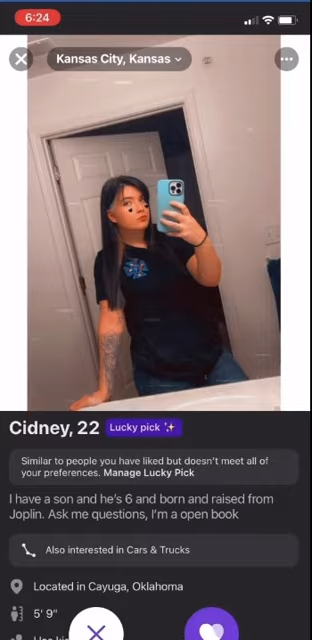 6:24
Kansas City, Kansas
Cidney, 22 Lucky pick
Similar to people you have liked but doesn't meet all of
your preferences. Manage Lucky Pick
I have a son and he's 6 and born and raised from
Joplin. Ask me questions, I'm a open book
Also interested in Cars & Trucks
Located in Cayuga, Oklahoma
5' 9"